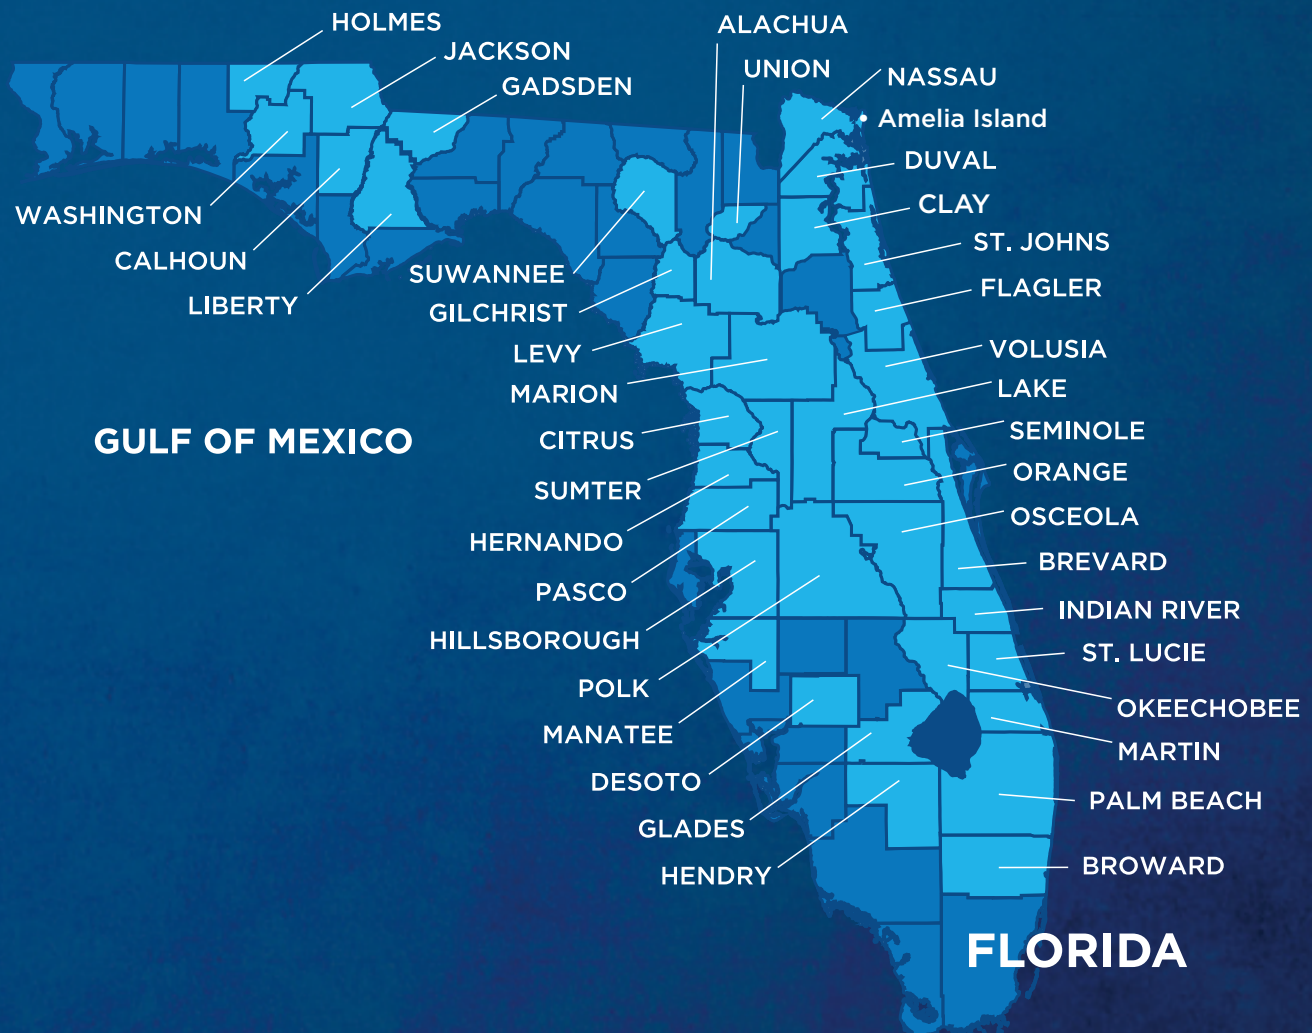 HOLMES
JACKSON
GADSDEN
WASHINGTON
CALHOUN
LIBERTY
ALACHUA
UNION
NASSAU
Amelia Island
DUVAL
CLAY
ST. JOHNS
FLAGLER
VOLUSIA
LAKE
SEMINOLE
ORANGE
OSCEOLA
BREVARD
INDIAN RIVER
ST. LUCIE
OKEECHOBEE
MARTIN
PALM BEACH
BROWARD
SUWANNEE
GILCHRIST
LEVY
MARION
CITRUS
SUMTER
HERNANDO
PASCO
HILLSBOROUGH
POLK
MANATEE
DESOTO
GLADES
HENDRY
GULF OF MEXICO
FLORIDA